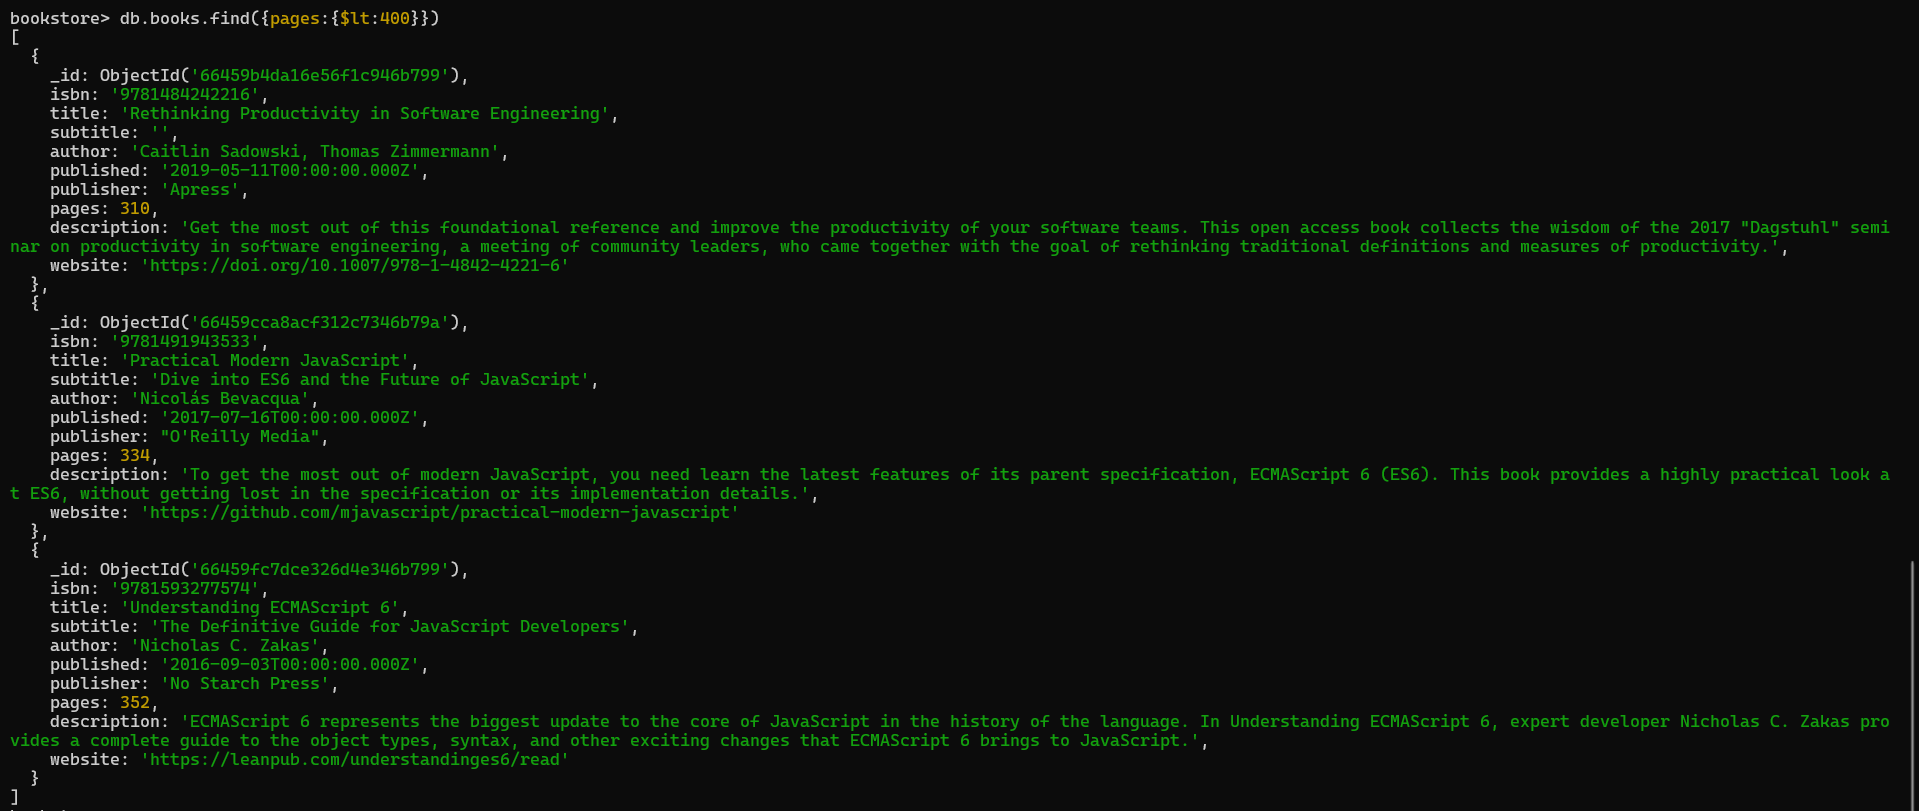 bookstore> db.books.find({pages:{$lt:400}})
[
  {
    _id: ObjectId('66459b4da16e56f1c946b799'),
    isbn: '9781484242216',
    title: 'Rethinking Productivity in Software Engineering',
    subtitle: '',
    author: 'Caitlin Sadowski, Thomas Zimmermann',
    published: '2019-05-11T00:00:00.000Z',
    publisher: 'Apress',
    pages: 310,
    description: 'Get the most out of this foundational reference and improve the productivity of your software teams. This open access book collects the wisdom of the 2017 "Dagstuhl" semi
nar on productivity in software engineering, a meeting of community leaders, who came together with the goal of rethinking traditional definitions and measures of productivity.',
    website: 'https://doi.org/10.1007/978-1-4842-4221-6'
  },
  {
    _id: ObjectId('66459cca8acf312c7346b79a'),
    isbn: '9781491943533',
    title: 'Practical Modern JavaScript',
    subtitle: 'Dive into ES6 and the Future of JavaScript',
    author: 'Nicolás Bevacqua',
    published: '2017-07-16T00:00:00.000Z',
    publisher: "O'Reilly Media",
    pages: 334,
    description: 'To get the most out of modern JavaScript, you need learn the latest features of its parent specification, ECMAScript 6 (ES6). This book provides a highly practical look a
t ES6, without getting lost in the specification or its implementation details.',
    website: 'https://github.com/mjavascript/practical-modern-javascript'
  },
  {
    _id: ObjectId('66459fc7dce326d4e346b799'),
    isbn: '9781593277574',
    title: 'Understanding ECMAScript 6',
    subtitle: 'The Definitive Guide for JavaScript Developers',
    author: 'Nicholas C. Zakas',
    published: '2016-09-03T00:00:00.000Z',
    publisher: 'No Starch Press',
    pages: 352,
    description: 'ECMAScript 6 represents the biggest update to the core of JavaScript in the history of the language. In Understanding ECMAScript 6, expert developer Nicholas C. Zakas pro
vides a complete guide to the object types, syntax, and other exciting changes that ECMAScript 6 brings to JavaScript.',
    website: 'https://leanpub.com/understandinges6/read'
  }
]